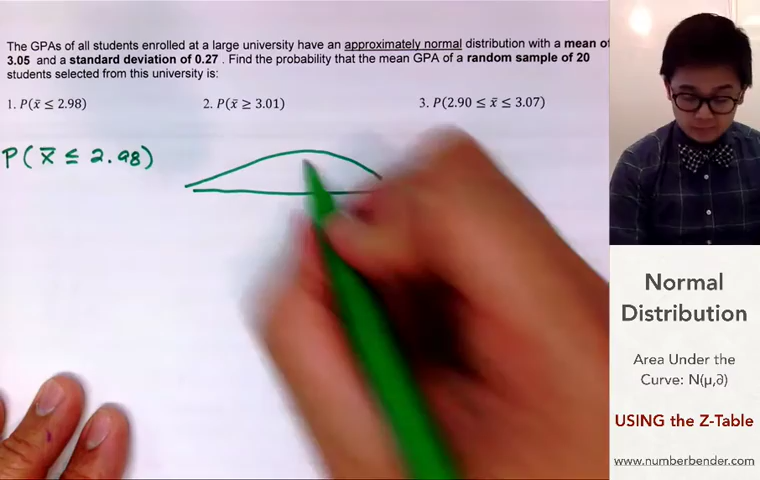 The GPAs of all students enrolled at a large university have an approximately normal distribution with a mean of
3.05 and a standard deviation of 0.27 . Find the probability that the mean GPA of a random sample of 20
students selected from this university is:
1. P(x̄ ≤ 2.98)
2. P(x̄ ≥ 3.01)
3. P(2.90 ≤ x̄ ≤ 3.07)
P(x̄ ≤ 2.98)
Normal
Distribution
Area Under the
Curve: N(μ,∂)
USING the Z-Table
www.numberbender.com